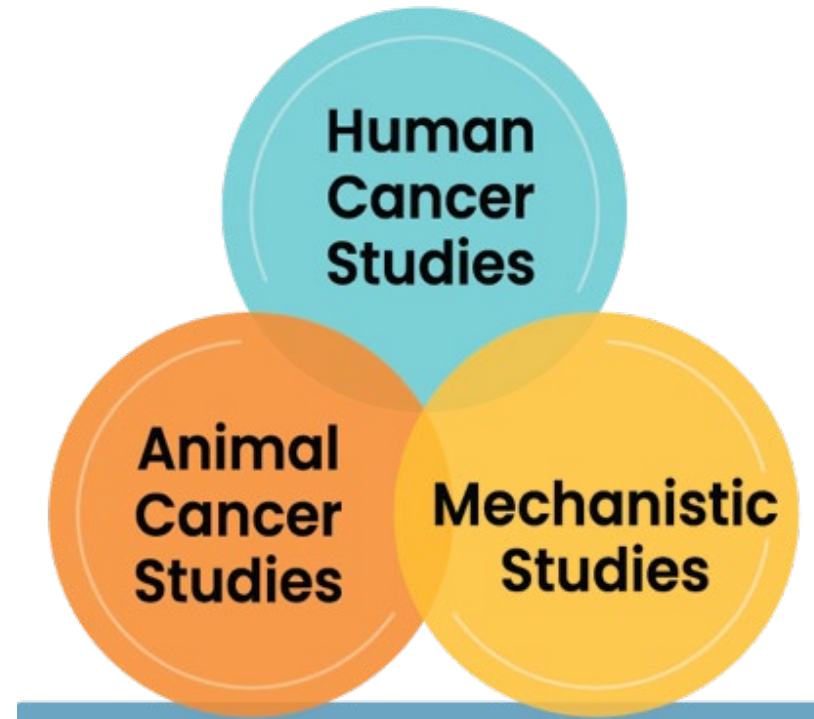 Human
Cancer
Studies
Animal
Cancer
Studies
Mechanistic
Studies